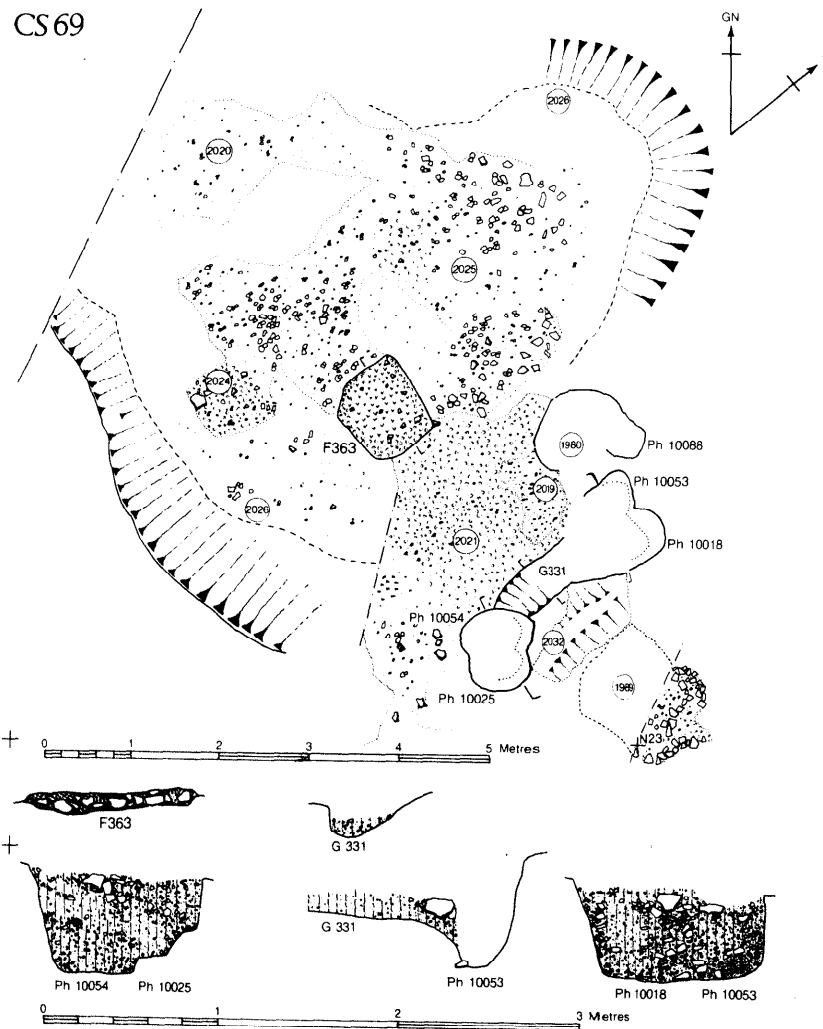 CS 69
GN
2026
2020
2025
2024
F363
1980
Ph 10088
Ph 10053
2019
2026
2021
Ph 10018
G331
Ph 10054
2032
1989
Ph 10025
N23
0 1 2 3 4 5 Metres
F363
G 331
G 331
Ph 10054 Ph 10025
Ph 10053
Ph 10018 Ph 10053
0 1 2 3 Metres